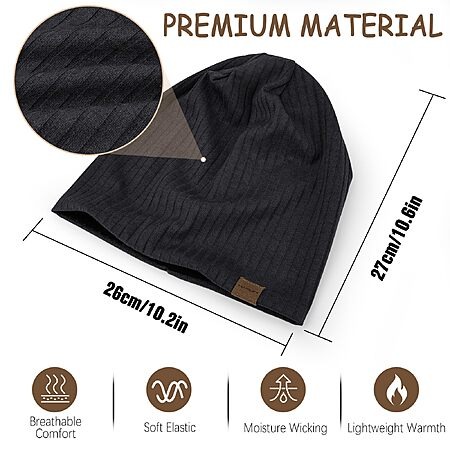 PREMIUM MATERIAL
26cm/10.2in
27cm/10.6in
Breathable
Comfort
Soft Elastic
Moisture Wicking
Lightweight Warmth